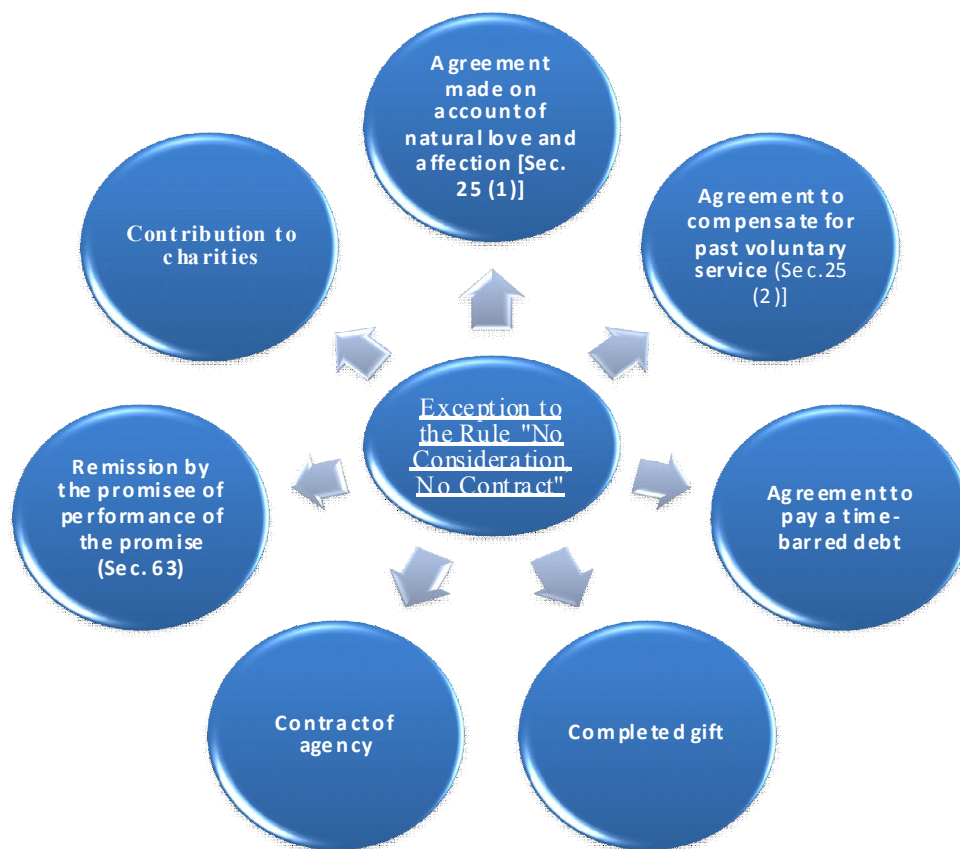 Agreement
made on
account of
natural love and
affection [Sec.
25 (1)]
Agreement to
compensate for
past voluntary
service (Sec.25
(2)]
Agreement to
pay a time-
barred debt
Completed gift
Contract of
agency
Remission by
the promisee of
performance of
the promise
(Sec. 63)
Contribution to
charities
Exception to
the Rule "No
Consideration,
No Contract"